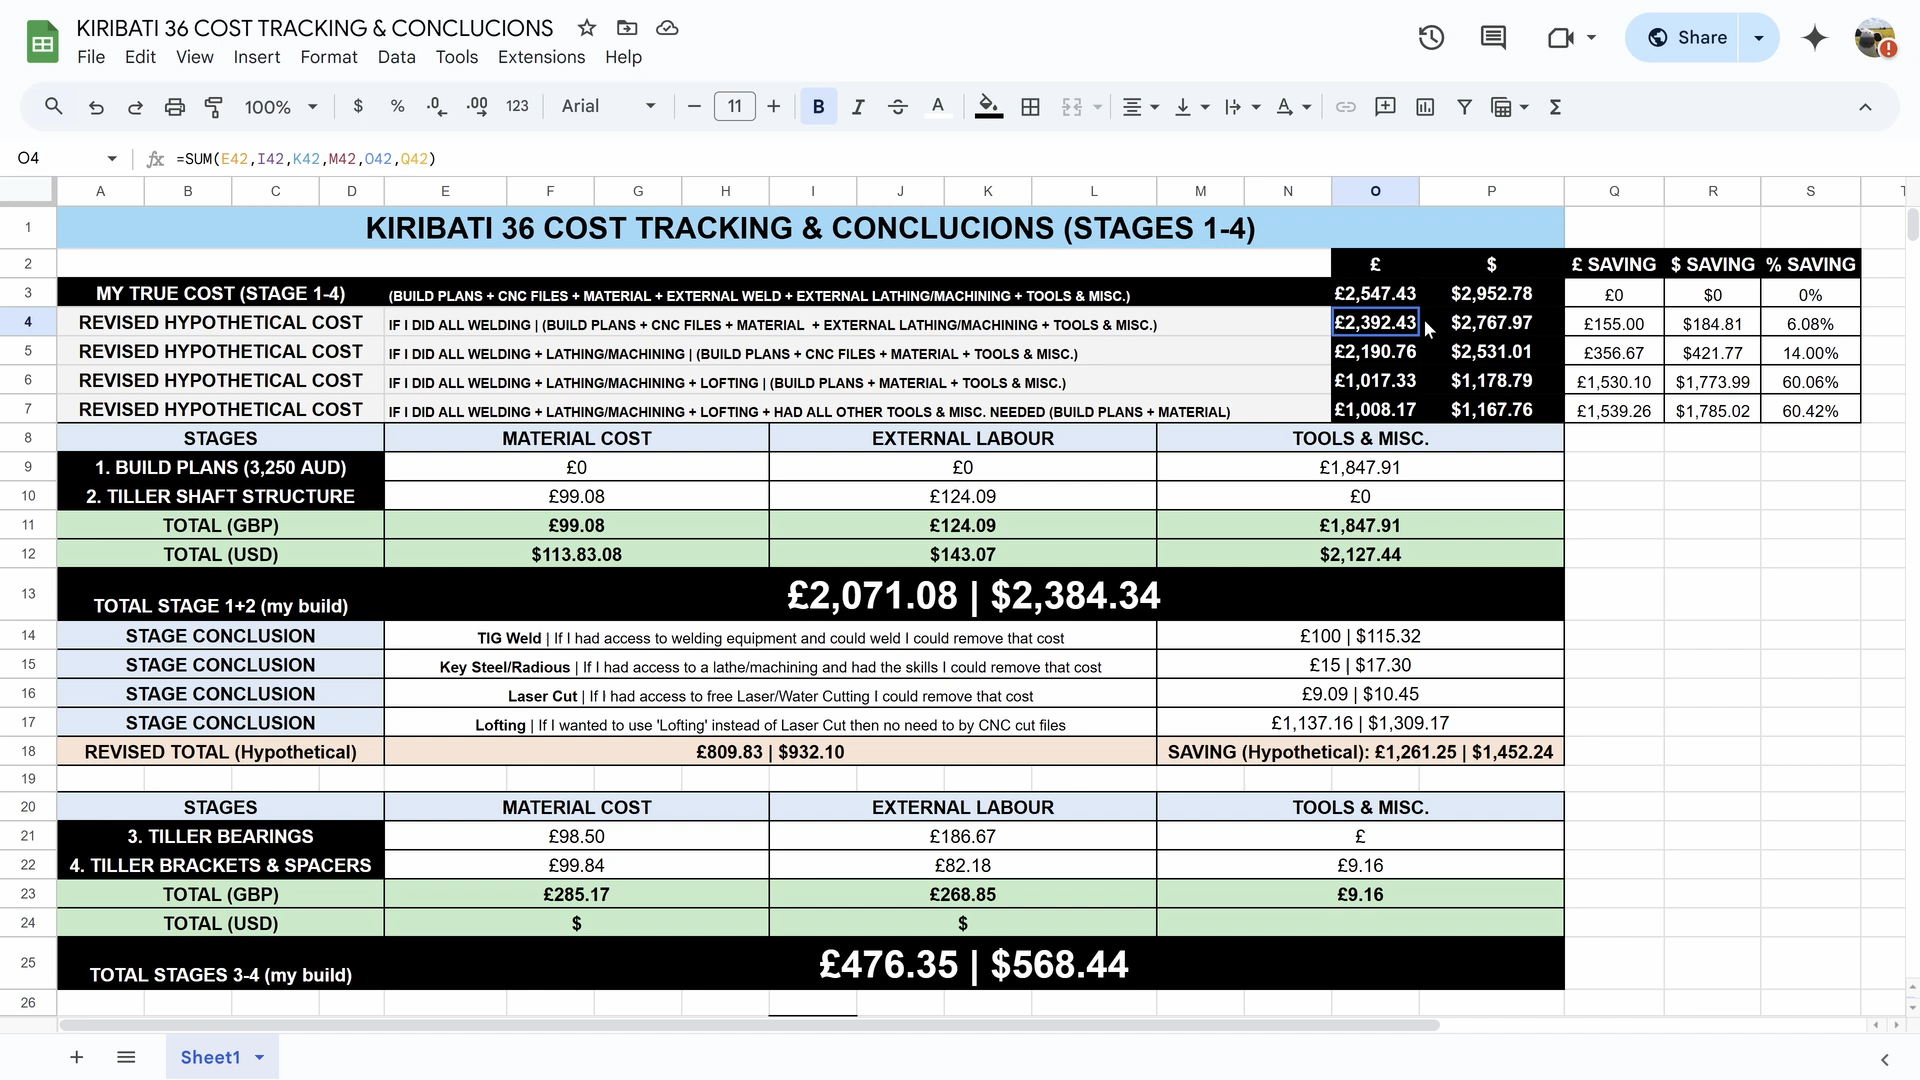 KIRIBATI 36 COST TRACKING & CONCLUCIONS
File Edit View Insert Format Data Tools Extensions Help
Share
100% $ % .0 .00 123 Arial 11 B I A
O4 fx =SUM(E42,I42,K42,M42,O42,Q42)
A B C D E F G H I J K L M N O P Q R S T
1 KIRIBATI 36 COST TRACKING & CONCLUCIONS (STAGES 1-4)
2 £ $ £ SAVING $ SAVING % SAVING
3 MY TRUE COST (STAGE 1-4) (BUILD PLANS + CNC FILES + MATERIAL + EXTERNAL WELD + EXTERNAL LATHING/MACHINING + TOOLS & MISC.) £2,547.43 $2,952.78 £0 $0 0%
4 REVISED HYPOTHETICAL COST IF I DID ALL WELDING | (BUILD PLANS + CNC FILES + MATERIAL + EXTERNAL LATHING/MACHINING + TOOLS & MISC.) £2,392.43 $2,767.97 £155.00 $184.81 6.08%
5 REVISED HYPOTHETICAL COST IF I DID ALL WELDING + LATHING/MACHINING | (BUILD PLANS + CNC FILES + MATERIAL + TOOLS & MISC.) £2,190.76 $2,531.01 £356.67 $421.77 14.00%
6 REVISED HYPOTHETICAL COST IF I DID ALL WELDING + LATHING/MACHINING + LOFTING | (BUILD PLANS + MATERIAL + TOOLS & MISC.) £1,017.33 $1,178.79 £1,530.10 $1,773.99 60.06%
7 REVISED HYPOTHETICAL COST IF I DID ALL WELDING + LATHING/MACHINING + LOFTING + HAD ALL OTHER TOOLS & MISC. NEEDED (BUILD PLANS + MATERIAL) £1,008.17 $1,167.76 £1,539.26 $1,785.02 60.42%
8 STAGES MATERIAL COST EXTERNAL LABOUR TOOLS & MISC.
9 1. BUILD PLANS (3,250 AUD) £0 £0 £1,847.91
10 2. TILLER SHAFT STRUCTURE £99.08 £124.09 £0
11 TOTAL (GBP) £99.08 £124.09 £1,847.91
12 TOTAL (USD) $113.83.08 $143.07 $2,127.44
13 TOTAL STAGE 1+2 (my build) £2,071.08 | $2,384.34
14 STAGE CONCLUSION TIG Weld | If I had access to welding equipment and could weld I could remove that cost £100 | $115.32
15 STAGE CONCLUSION Key Steel/Radious | If I had access to a lathe/machining and had the skills I could remove that cost £15 | $17.30
16 STAGE CONCLUSION Laser Cut | If I had access to free Laser/Water Cutting I could remove that cost £9.09 | $10.45
17 STAGE CONCLUSION Lofting | If I wanted to use 'Lofting' instead of Laser Cut then no need to by CNC cut files £1,137.16 | $1,309.17
18 REVISED TOTAL (Hypothetical) £809.83 | $932.10 SAVING (Hypothetical): £1,261.25 | $1,452.24
19
20 STAGES MATERIAL COST EXTERNAL LABOUR TOOLS & MISC.
21 3. TILLER BEARINGS £98.50 £186.67 £
22 4. TILLER BRACKETS & SPACERS £99.84 £82.18 £9.16
23 TOTAL (GBP) £285.17 £268.85 £9.16
24 TOTAL (USD) $ $
25 TOTAL STAGES 3-4 (my build) £476.35 | $568.44
26
Sheet1